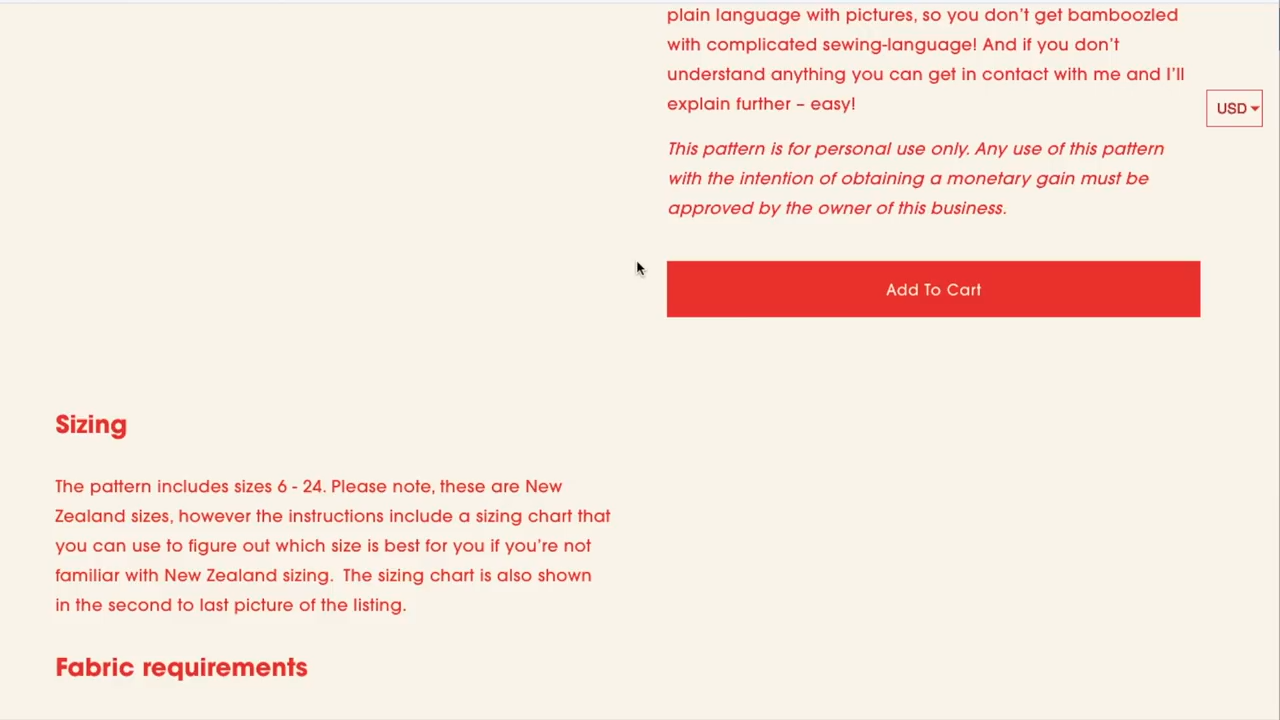 plain language with pictures, so you don't get bamboozled
with complicated sewing-language! And if you don't
understand anything you can get in contact with me and I'll
explain further – easy!
USD
This pattern is for personal use only. Any use of this pattern
with the intention of obtaining a monetary gain must be
approved by the owner of this business.
Add To Cart
Sizing
The pattern includes sizes 6 - 24. Please note, these are New
Zealand sizes, however the instructions include a sizing chart that
you can use to figure out which size is best for you if you're not
familiar with New Zealand sizing.  The sizing chart is also shown
in the second to last picture of the listing.
Fabric requirements